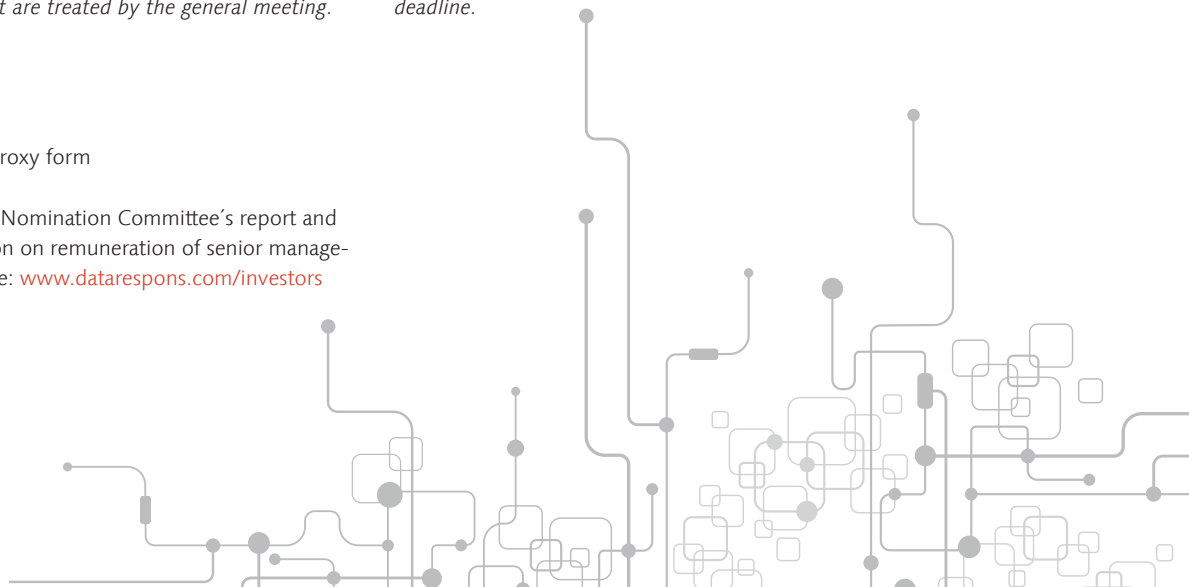 t are treated by the general meeting.
deadline.
roxy form
Nomination Committee´s report and
on on remuneration of senior manage-
e: www.datarespons.com/investors